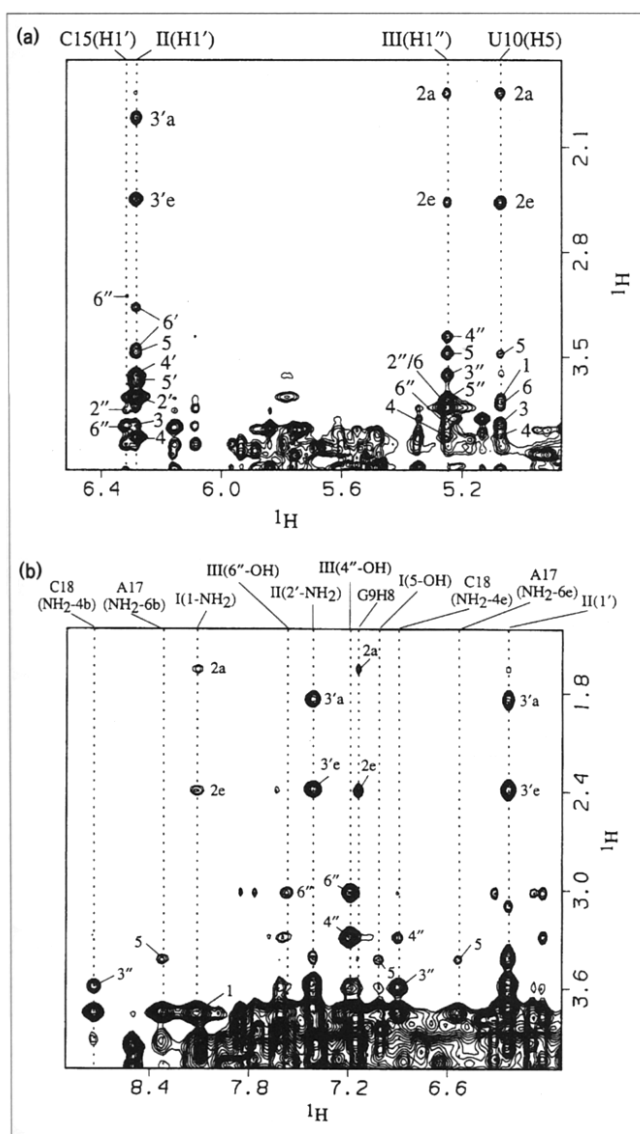 (a)
C15(H1′) II(H1′) III(H1″) U10(H5)
2a 2a
3′a
2.1
3′e 2e 2e
2.8
¹H
6″ 6′
4″
5 5 5
3.5
4′ 2″/6 3″ 1
5′ 6″ 5″ 6
2″ 2′ 3
6″ 3 4 4
4
6.4 6.0 5.6 5.2
¹H
(b)
III(6″-OH) III(4″-OH) I(5-OH)
C18 A17 II(2′-NH₂) G9H8 C18 A17
(NH₂-4b) (NH₂-6b) I(1-NH₂) (NH₂-4e) (NH₂-6e) II(1′)
2a 2a
1.8
3′a 3′a
3′e
2e 2e 3′e
2.4
¹H
6″ 6″
3.0
4″ 4″
5 5 5
3″ 3″
3.6
1
8.4 7.8 7.2 6.6
¹H